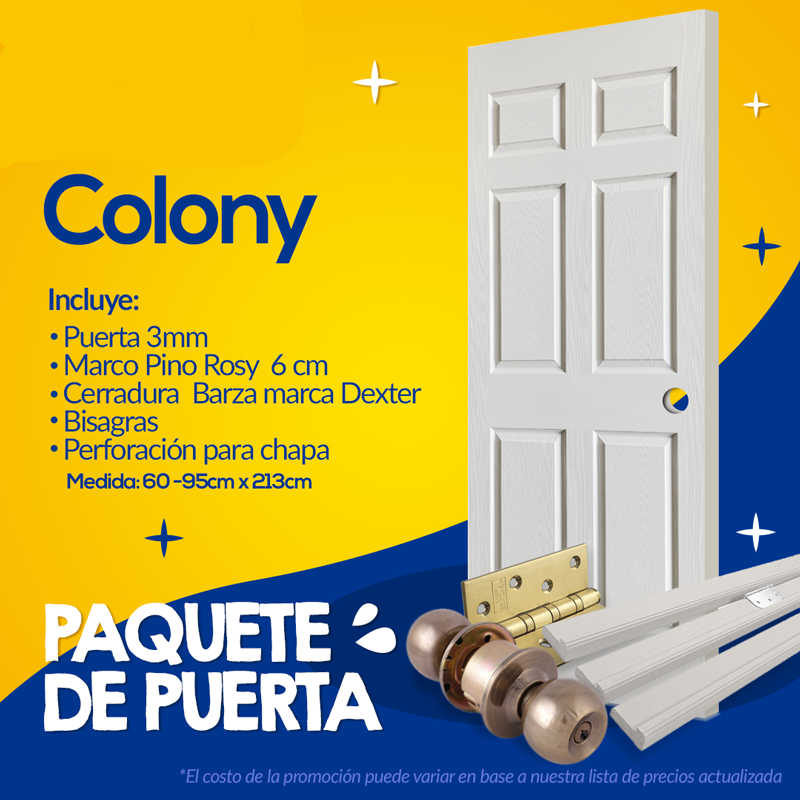 Colony
Incluye:
• Puerta 3mm
• Marco Pino Rosy 6 cm
• Cerradura Barza marca Dexter
• Bisagras
• Perforación para chapa
Medida: 60 -95cm x 213cm
PAQUETE
DE PUERTA
*El costo de la promoción puede variar en base a nuestra lista de precios actualizada